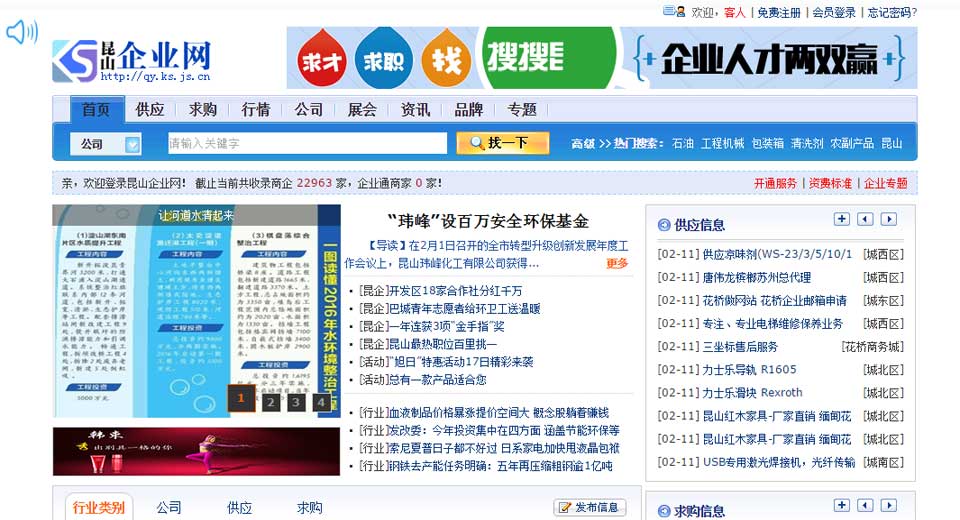 欢迎，客人 | 免费注册 | 会员登录 | 忘记密码?
KS 昆山 企业网
http://qy.ks.js.cn
求才 求职 找 搜搜 企业人才两双赢
首页 供应 求购 行情 公司 展会 资讯 品牌 专题
公司 请输入关键字 找一下 高级 >> 热门搜索： 石油 工程机械 包装箱 清洗剂 农副产品 昆山
亲，欢迎登录昆山企业网！ 截止当前共收录商企 22963 家，企业通商家 0 家！
开通服务 | 资费标准 | 企业专题
让河道水清起来
工程内容
工程投资
一图读懂2016年水环境整治工程
1 2 3 4
韩束
秀出别具一格的你
“玮峰”设百万安全环保基金
【导读】在2月1日召开的全市转型升级创新发展年度工
作会议上，昆山玮峰化工有限公司获得... 更多
[昆企]开发区18家合作社分红千万
[昆企]巴城青年志愿者给环卫工送温暖
[昆企]一年连获3项"金手指"奖
[昆企]昆山最热职位百里挑一
[活动]"旭日"特惠活动17日精彩来袭
[活动]总有一款产品适合您
[行业]血液制品价格暴涨提价空间大 概念股躺着赚钱
[行业]发改委：今年投资集中在四方面 涵盖节能环保等
[行业]索尼夏普日子都不好过 日系家电加快甩液晶包袱
[行业]钢铁去产能任务明确：五年再压缩粗钢逾1亿吨
供应信息
[02-11] 供应凉味剂(WS-23/3/5/10/1 [城西区]
[02-11] 唐伟龙槟榔苏州总代理 [城西区]
[02-11] 花桥做网站 花桥企业邮箱申请 [城东区]
[02-11] 专注、专业电梯维修保养业务 [城西区]
[02-11] 三坐标售后服务 [花桥商务城]
[02-11] 力士乐导轨 R1605 [城北区]
[02-11] 力士乐滑块 Rexroth [城北区]
[02-11] 昆山红木家具-厂家直销 缅甸花 [城北区]
[02-11] 昆山红木家具-厂家直销 缅甸花 [城北区]
[02-11] USB专用激光焊接机，光纤传输 [城南区]
行业类别 公司 供应 求购 发布信息
求购信息